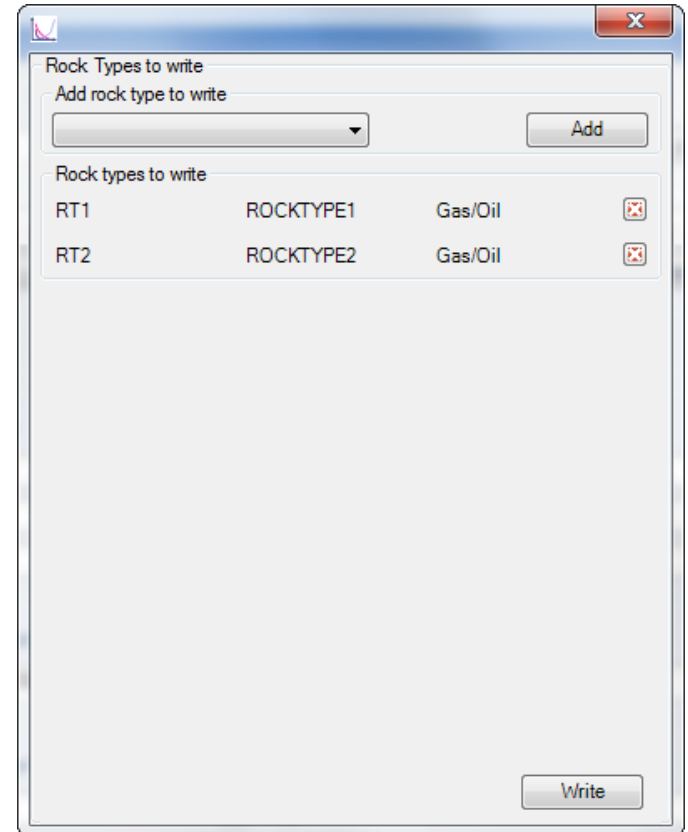 Rock Types to write
Add rock type to write
Add
Rock types to write
RT1 ROCKTYPE1 Gas/Oil
RT2 ROCKTYPE2 Gas/Oil
Write